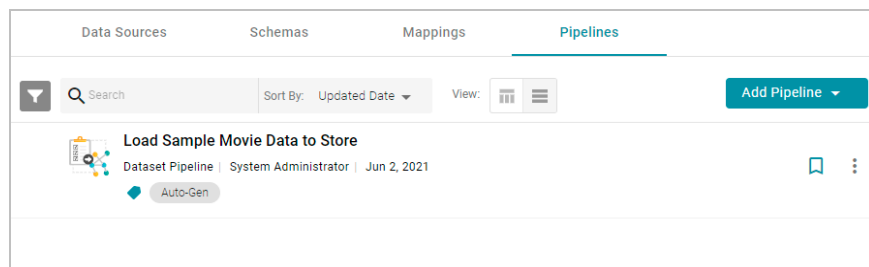 Data Sources Schemas Mappings Pipelines
Search Sort By: Updated Date View: Add Pipeline
Load Sample Movie Data to Store
Dataset Pipeline | System Administrator | Jun 2, 2021
Auto-Gen